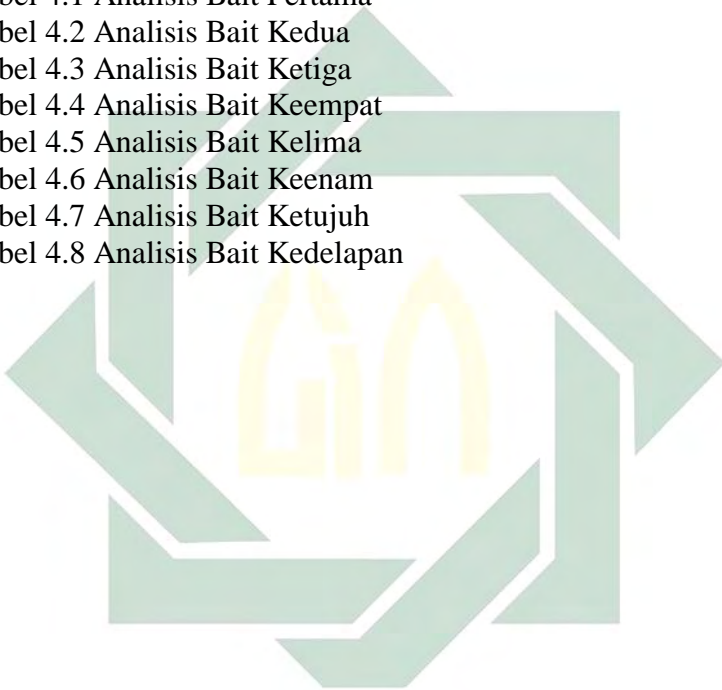 bel 4.1 Analisis Bait Pertama
bel 4.2 Analisis Bait Kedua
bel 4.3 Analisis Bait Ketiga
bel 4.4 Analisis Bait Keempat
bel 4.5 Analisis Bait Kelima
bel 4.6 Analisis Bait Keenam
bel 4.7 Analisis Bait Ketujuh
bel 4.8 Analisis Bait Kedelapan